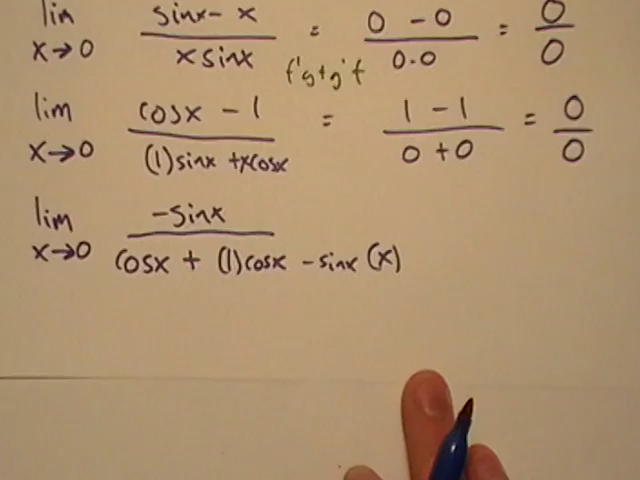 lim x→0 (sinx - x)/(x sinx) = (0 - 0)/(0·0) = 0/0
f'g+g'f
lim x→0 (cosx - 1)/((1)sinx + xcosx) = (1 - 1)/(0 + 0) = 0/0
lim x→0 (-sinx)/(cosx + (1)cosx - sinx (x))